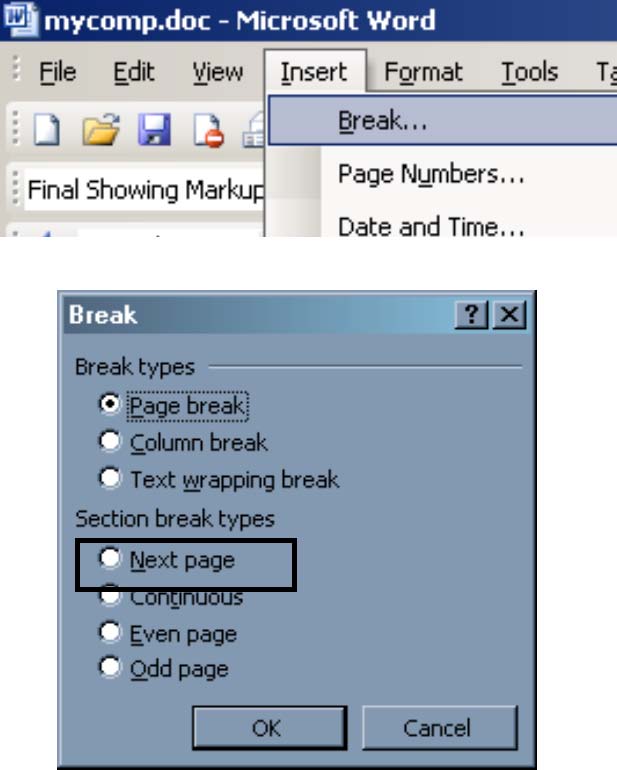 mycomp.doc - Microsoft Word
File Edit View Insert Format Tools
Break...
Page Numbers...
Final Showing Markup
Date and Time...
Break
Break types
Page break
Column break
Text wrapping break
Section break types
Next page
Continuous
Even page
Odd page
OK Cancel